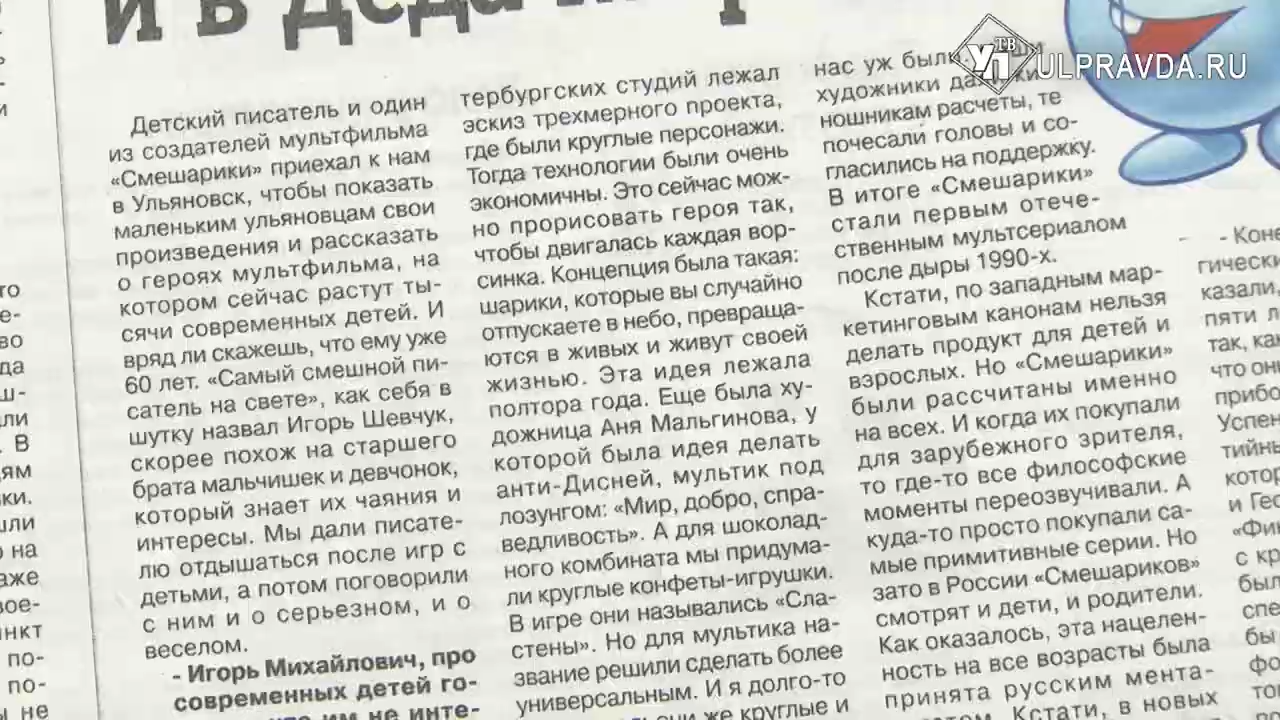 и в Деда
УП ТВ ULPRAVDA.RU
Детский писатель и один
из создателей мультфильма
«Смешарики» приехал к нам
в Ульяновск, чтобы показать
маленьким ульяновцам свои
произведения и рассказать
о героях мультфильма, на
котором сейчас растут ты-
сячи современных детей. И
вряд ли скажешь, что ему уже
60 лет. «Самый смешной пи-
сатель на свете», как себя в
шутку назвал Игорь Шевчук,
скорее похож на старшего
брата мальчишек и девчонок,
который знает их чаяния и
интересы. Мы дали писате-
лю отдышаться после игр с
детьми, а потом поговорили
с ним и о серьезном, и о
веселом.
- Игорь Михайлович, про
современных детей го-
им не инте-
тербургских студий лежал
эскиз трехмерного проекта,
где были круглые персонажи.
Тогда технологии были очень
экономичны. Это сейчас мож-
но прорисовать героя так,
чтобы двигалась каждая вор-
синка. Концепция была такая:
шарики, которые вы случайно
отпускаете в небо, превраща-
ются в живых и живут своей
жизнью. Эта идея лежала
полтора года. Еще была ху-
дожница Аня Мальгинова, у
которой была идея делать
анти-Дисней, мультик под
лозунгом: «Мир, добро, спра-
ведливость». А для шоколад-
ного комбината мы придума-
ли круглые конфеты-игрушки.
В игре они назывались «Сла-
стены». Но для мультика на-
звание решили сделать более
универсальным. И я долго-то
они же круглые и
нас уж были
художники
ношникам расчеты, те
почесали головы и со-
гласились на поддержку.
В итоге «Смешарики»
стали первым отече-
ственным мультсериалом
после дыры 1990-х.
Кстати, по западным мар-
кетинговым канонам нельзя
делать продукт для детей и
взрослых. Но «Смешарики»
были рассчитаны именно
на всех. И когда их покупали
для зарубежного зрителя,
то где-то все философские
моменты переозвучивали. А
куда-то просто покупали са-
мые примитивные серии. Но
зато в России «Смешариков»
смотрят и дети, и родители.
Как оказалось, эта нацелен-
ность на все возрасты была
принята русским мента-
Кстати, в новых